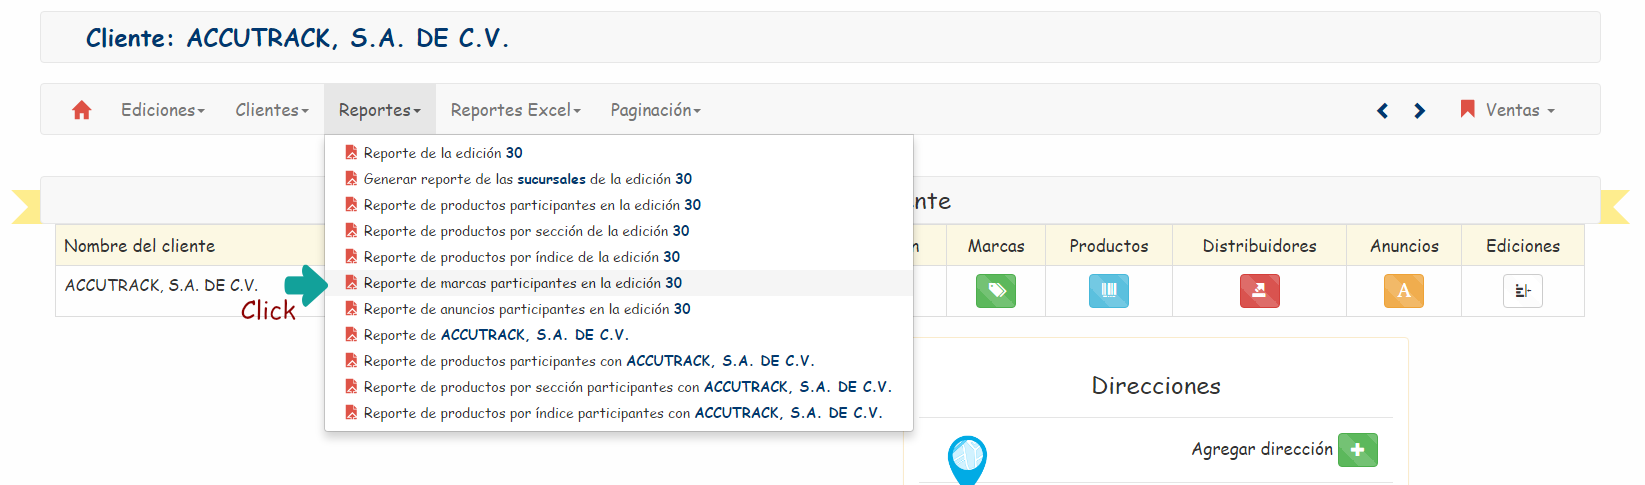 Cliente: ACCUTRACK, S.A. DE C.V.
Ediciones Clientes Reportes Reportes Excel Paginación Ventas
Reporte de la edición 30
Generar reporte de las sucursales de la edición 30
Reporte de productos participantes en la edición 30
Reporte de productos por sección de la edición 30
Reporte de productos por índice de la edición 30
Reporte de marcas participantes en la edición 30
Reporte de anuncios participantes en la edición 30
Reporte de ACCUTRACK, S.A. DE C.V.
Reporte de productos participantes con ACCUTRACK, S.A. DE C.V.
Reporte de productos por sección participantes con ACCUTRACK, S.A. DE C.V.
Reporte de productos por índice participantes con ACCUTRACK, S.A. DE C.V.
Nombre del cliente Marcas Productos Distribuidores Anuncios Ediciones
ACCUTRACK, S.A. DE C.V. A
Click
Direcciones
Agregar dirección